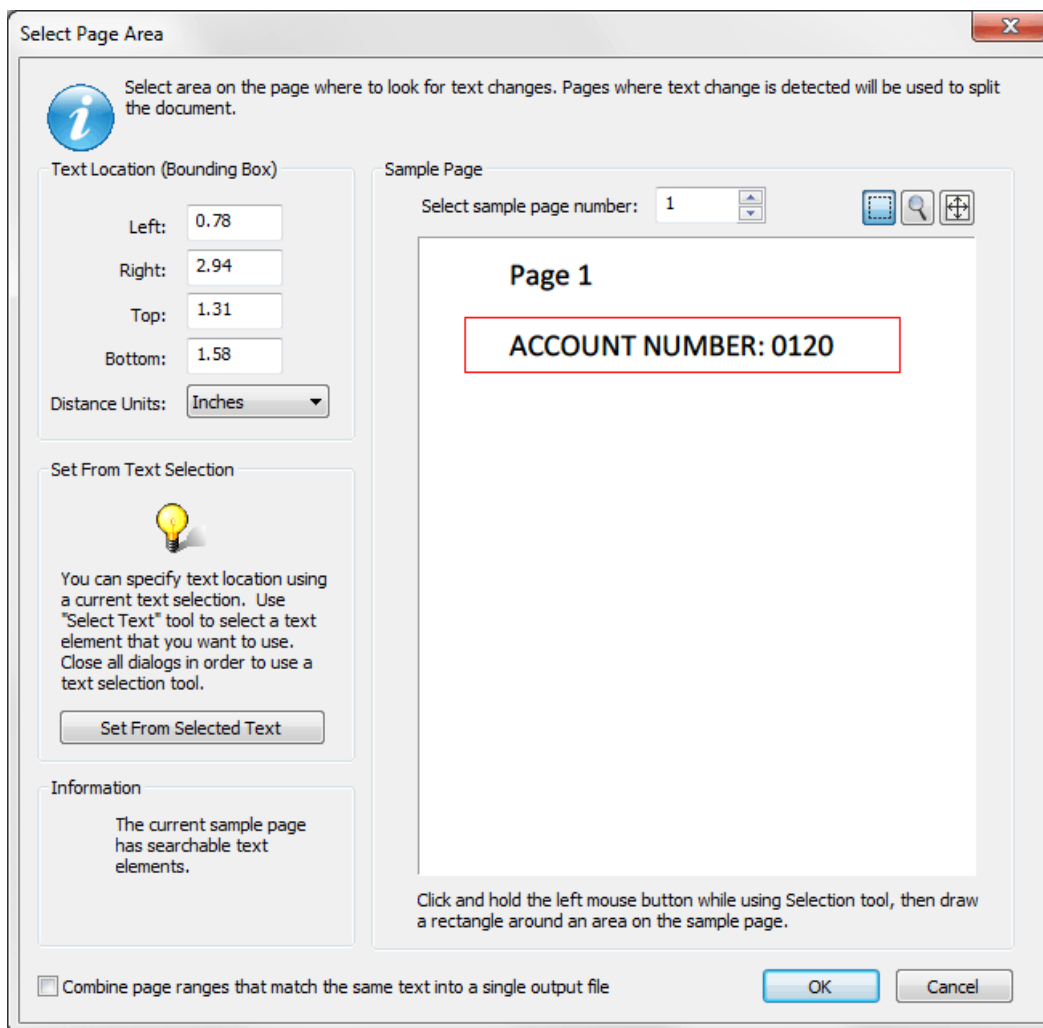 Select Page Area
X
Select area on the page where to look for text changes. Pages where text change is detected will be used to split
the document.
Text Location (Bounding Box)
Left: 0.78
Right: 2.94
Top: 1.31
Bottom: 1.58
Distance Units: Inches
Set From Text Selection
You can specify text location using
a current text selection. Use
"Select Text" tool to select a text
element that you want to use.
Close all dialogs in order to use a
text selection tool.
Set From Selected Text
Information
The current sample page
has searchable text
elements.
Sample Page
Select sample page number: 1
Page 1
ACCOUNT NUMBER: 0120
Click and hold the left mouse button while using Selection tool, then draw
a rectangle around an area on the sample page.
Combine page ranges that match the same text into a single output file
OK
Cancel